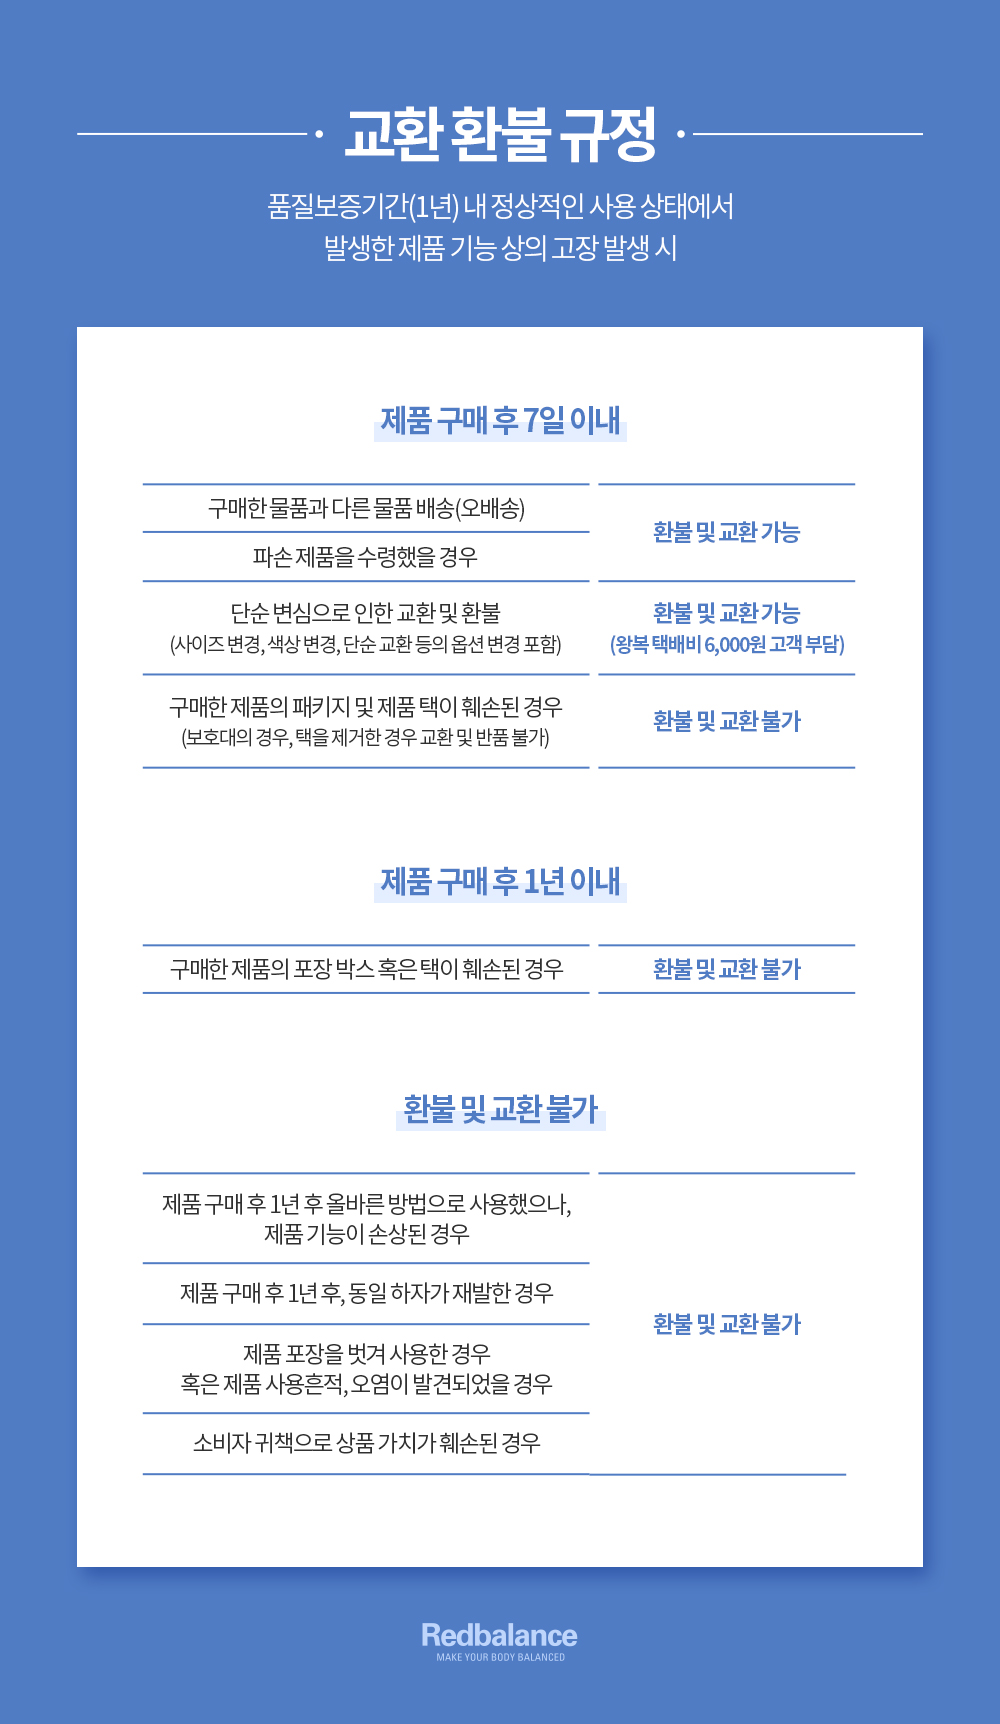 교환 환불 규정
품질보증기간(1년) 내 정상적인 사용 상태에서
발생한 제품 기능 상의 고장 발생 시
제품 구매 후 7일 이내
구매한 물품과 다른 물품 배송(오배송)
파손 제품을 수령했을 경우
환불 및 교환 가능
단순 변심으로 인한 교환 및 환불
(사이즈 변경, 색상 변경, 단순 교환 등의 옵션 변경 포함)
환불 및 교환 가능
(왕복 택배비 6,000원 고객 부담)
구매한 제품의 패키지 및 제품 택이 훼손된 경우
(보호대의 경우, 택을 제거한 경우 교환 및 반품 불가)
환불 및 교환 불가
제품 구매 후 1년 이내
구매한 제품의 포장 박스 혹은 택이 훼손된 경우
환불 및 교환 불가
환불 및 교환 불가
제품 구매 후 1년 후 올바른 방법으로 사용했으나,
제품 기능이 손상된 경우
제품 구매 후 1년 후, 동일 하자가 재발한 경우
제품 포장을 벗겨 사용한 경우
혹은 제품 사용흔적, 오염이 발견되었을 경우
소비자 귀책으로 상품 가치가 훼손된 경우
환불 및 교환 불가
Redbalance
MAKE YOUR BODY BALANCED